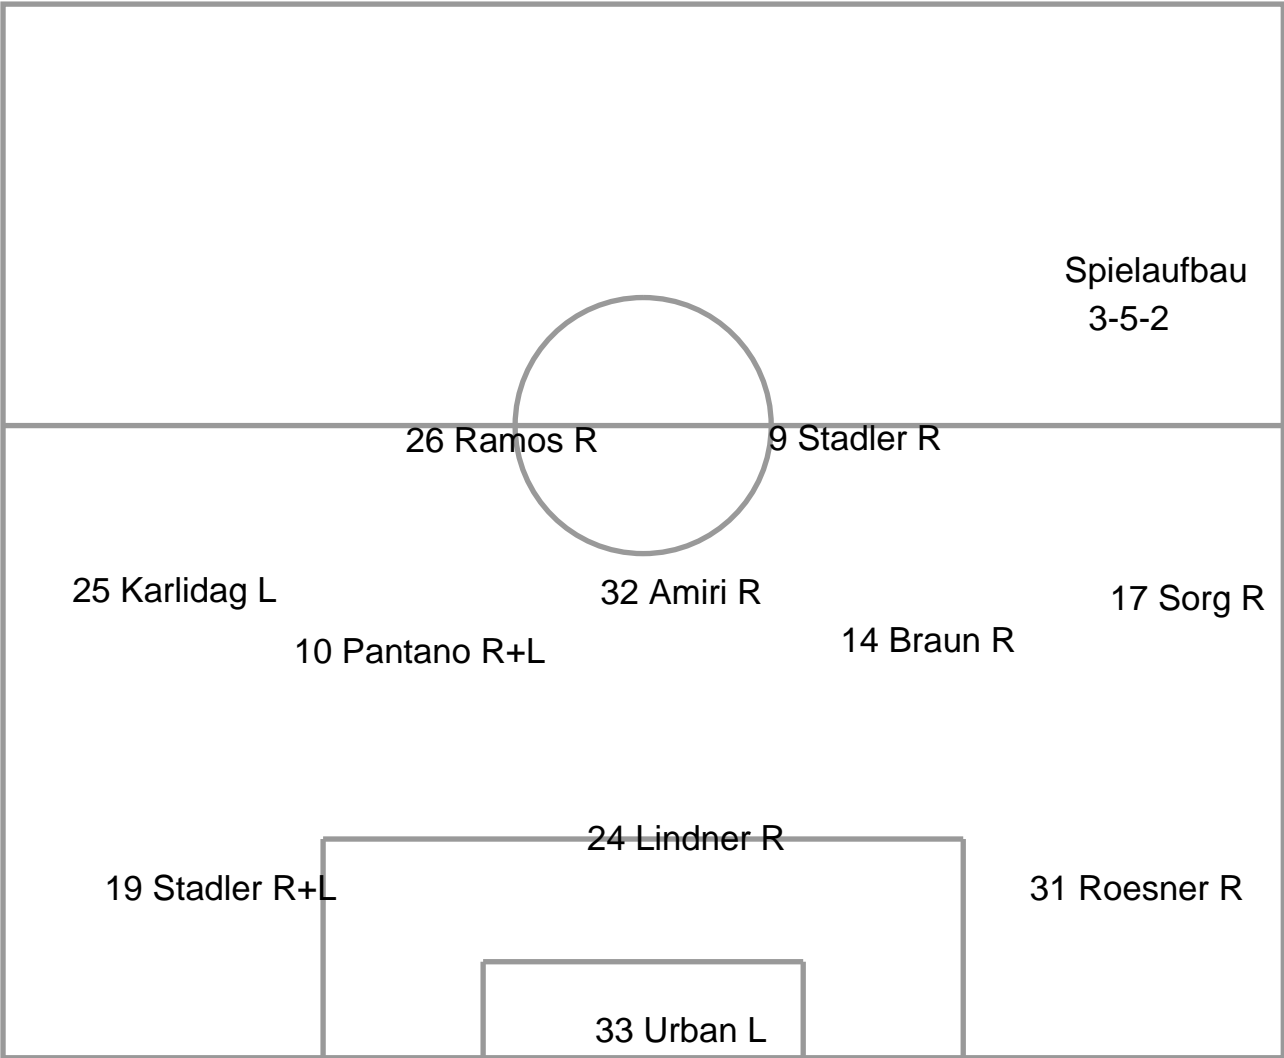 Spielaufbau
3-5-2
26 Ramos R
9 Stadler R
25 Karlidag L
32 Amiri R
17 Sorg R
10 Pantano R+L
14 Braun R
24 Lindner R
19 Stadler R+L
31 Roesner R
33 Urban L